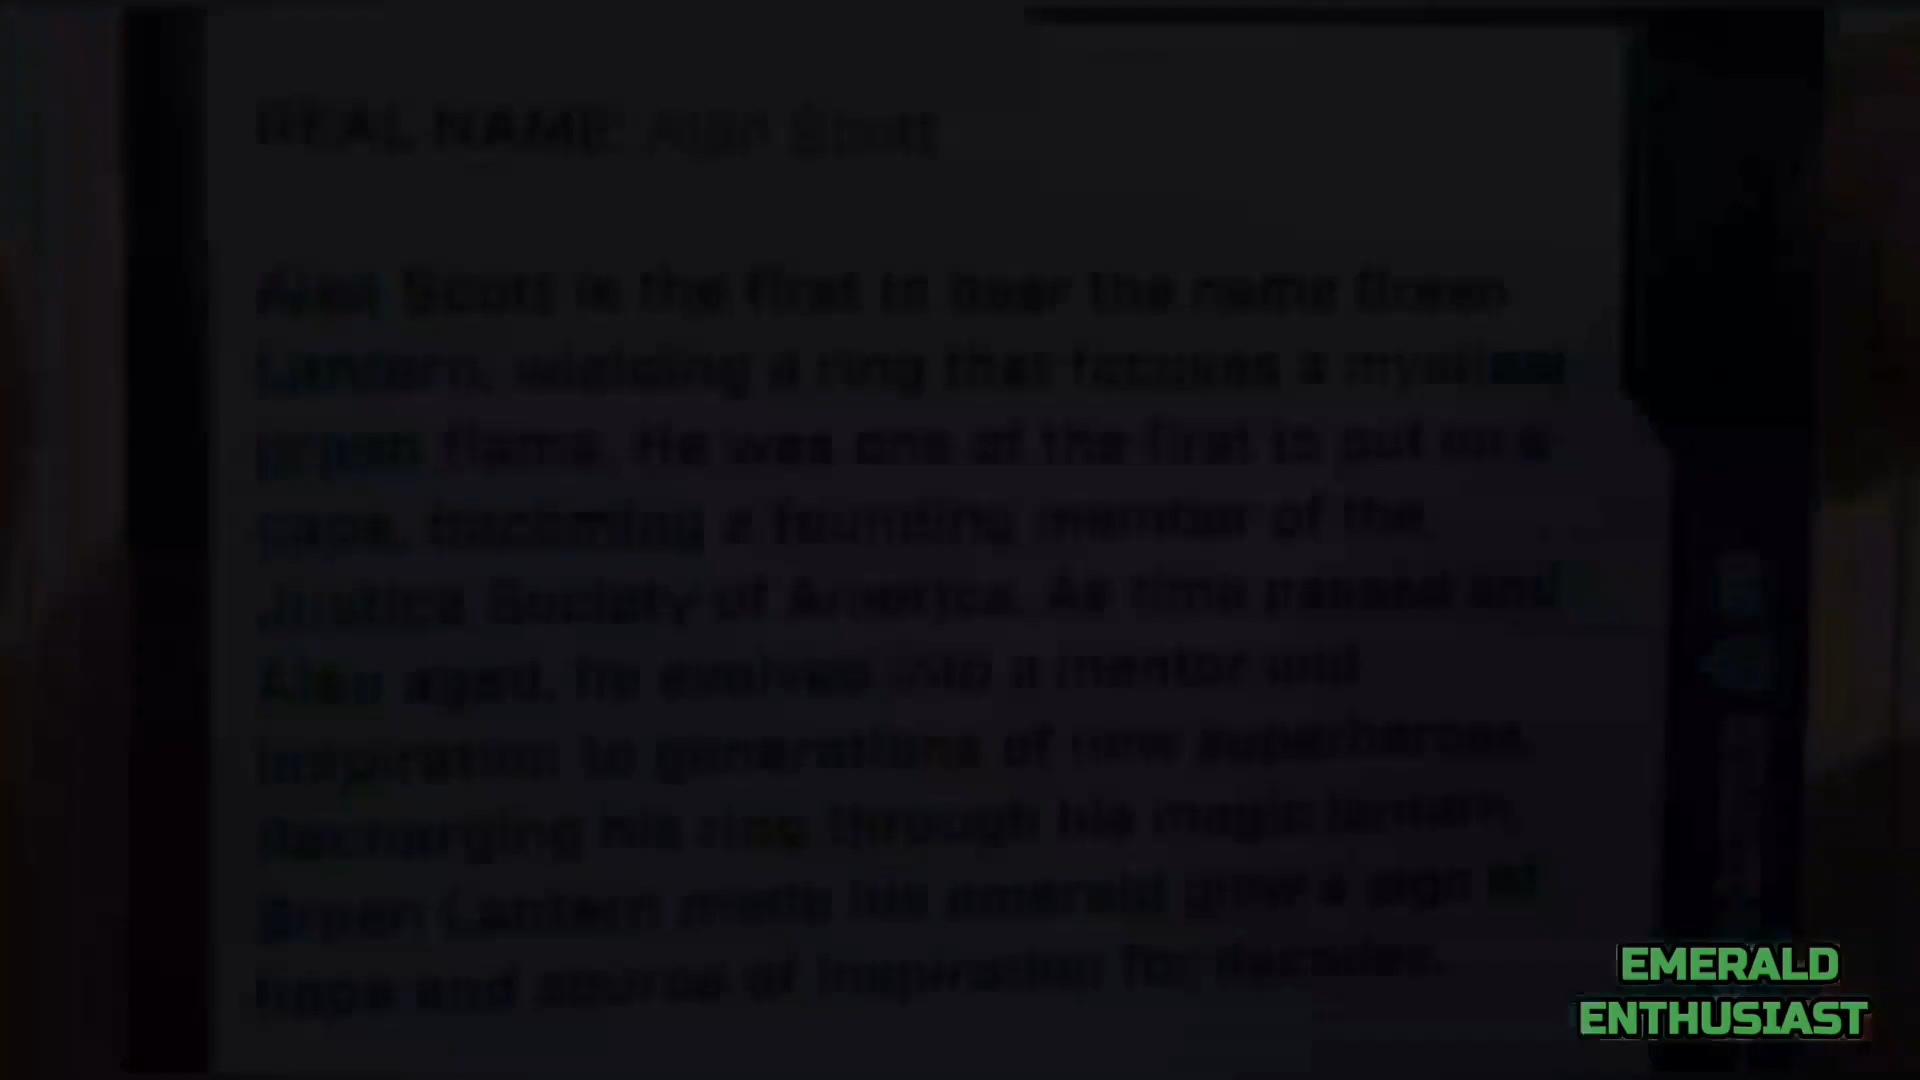 REAL NAME: Alan Scott
Alan Scott is the first to bear the name Green
Lantern, wielding a ring that focuses a mystical
green flame. He was one of the first to put on a
cape, becoming a founding member of the
Justice Society of America. As time passed and
Alan aged, he evolved into a mentor and
inspiration to generations of new superheroes.
Recharging his ring through his magic lantern,
Green Lantern made his emerald glow a sign of
hope and source of inspiration for decades.
EMERALD
ENTHUSIAST